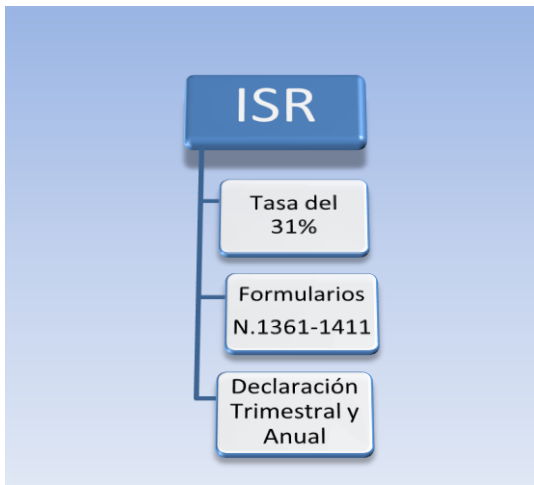 ISR
Tasa del
31%
Formularios
N.1361-1411
Declaración
Trimestral y
Anual